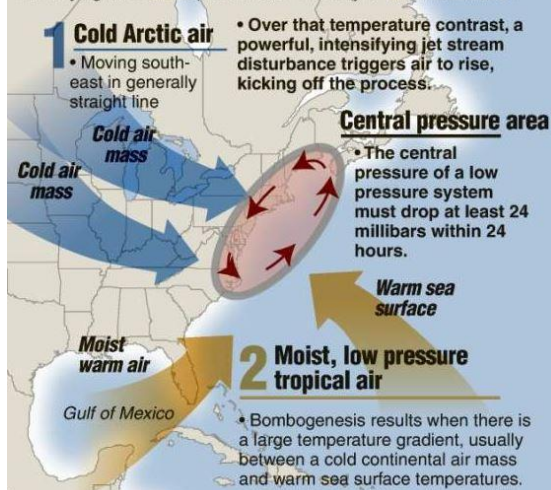 1 Cold Arctic air
• Moving south-
east in generally
straight line
• Over that temperature contrast, a
powerful, intensifying jet stream
disturbance triggers air to rise,
kicking off the process.
Cold air
mass
Cold air
mass
Central pressure area
• The central
pressure of a low
pressure system
must drop at least 24
millibars within 24
hours.
Warm sea
surface
Moist
warm air
Gulf of Mexico
2 Moist, low pressure
tropical air
• Bombogenesis results when there is
a large temperature gradient, usually
between a cold continental air mass
and warm sea surface temperatures.